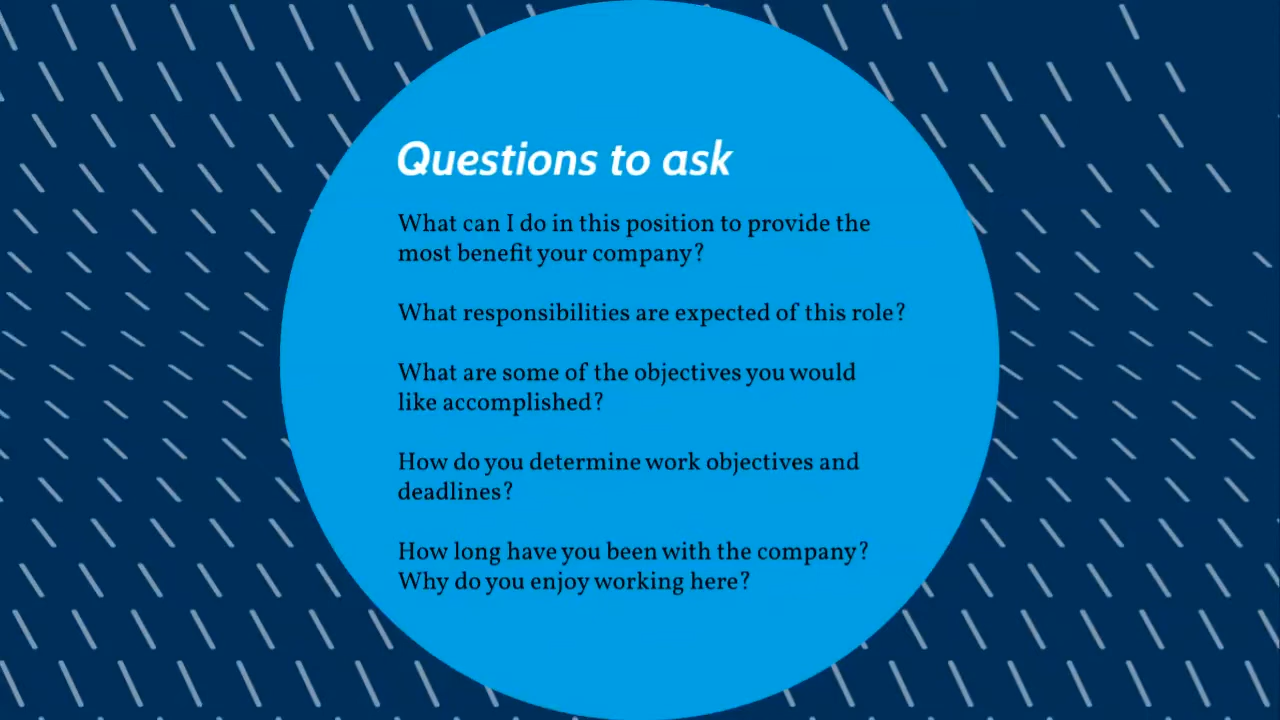 Questions to ask
What can I do in this position to provide the
most benefit your company?
What responsibilities are expected of this role?
What are some of the objectives you would
like accomplished?
How do you determine work objectives and
deadlines?
How long have you been with the company?
Why do you enjoy working here?